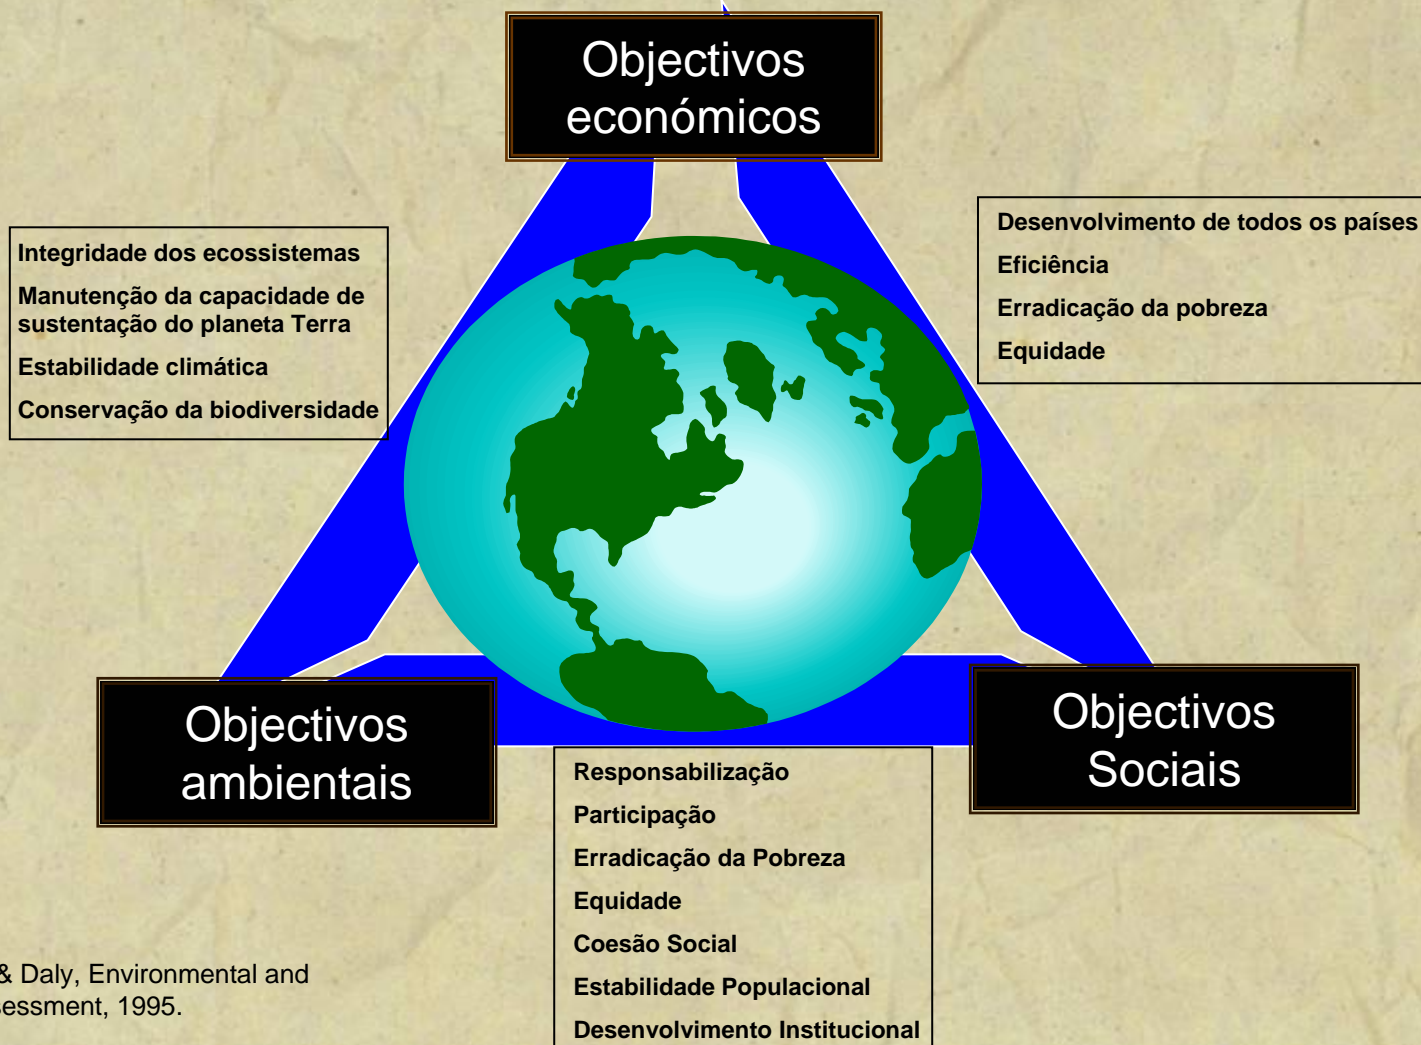 Objectivos
económicos
Integridade dos ecossistemas
Manutenção da capacidade de
sustentação do planeta Terra
Estabilidade climática
Conservação da biodiversidade
Desenvolvimento de todos os países
Eficiência
Erradicação da pobreza
Equidade
Objectivos
ambientais
Objectivos
Sociais
Responsabilização
Participação
Erradicação da Pobreza
Equidade
Coesão Social
Estabilidade Populacional
Desenvolvimento Institucional
& Daly, Environmental and
sessment, 1995.